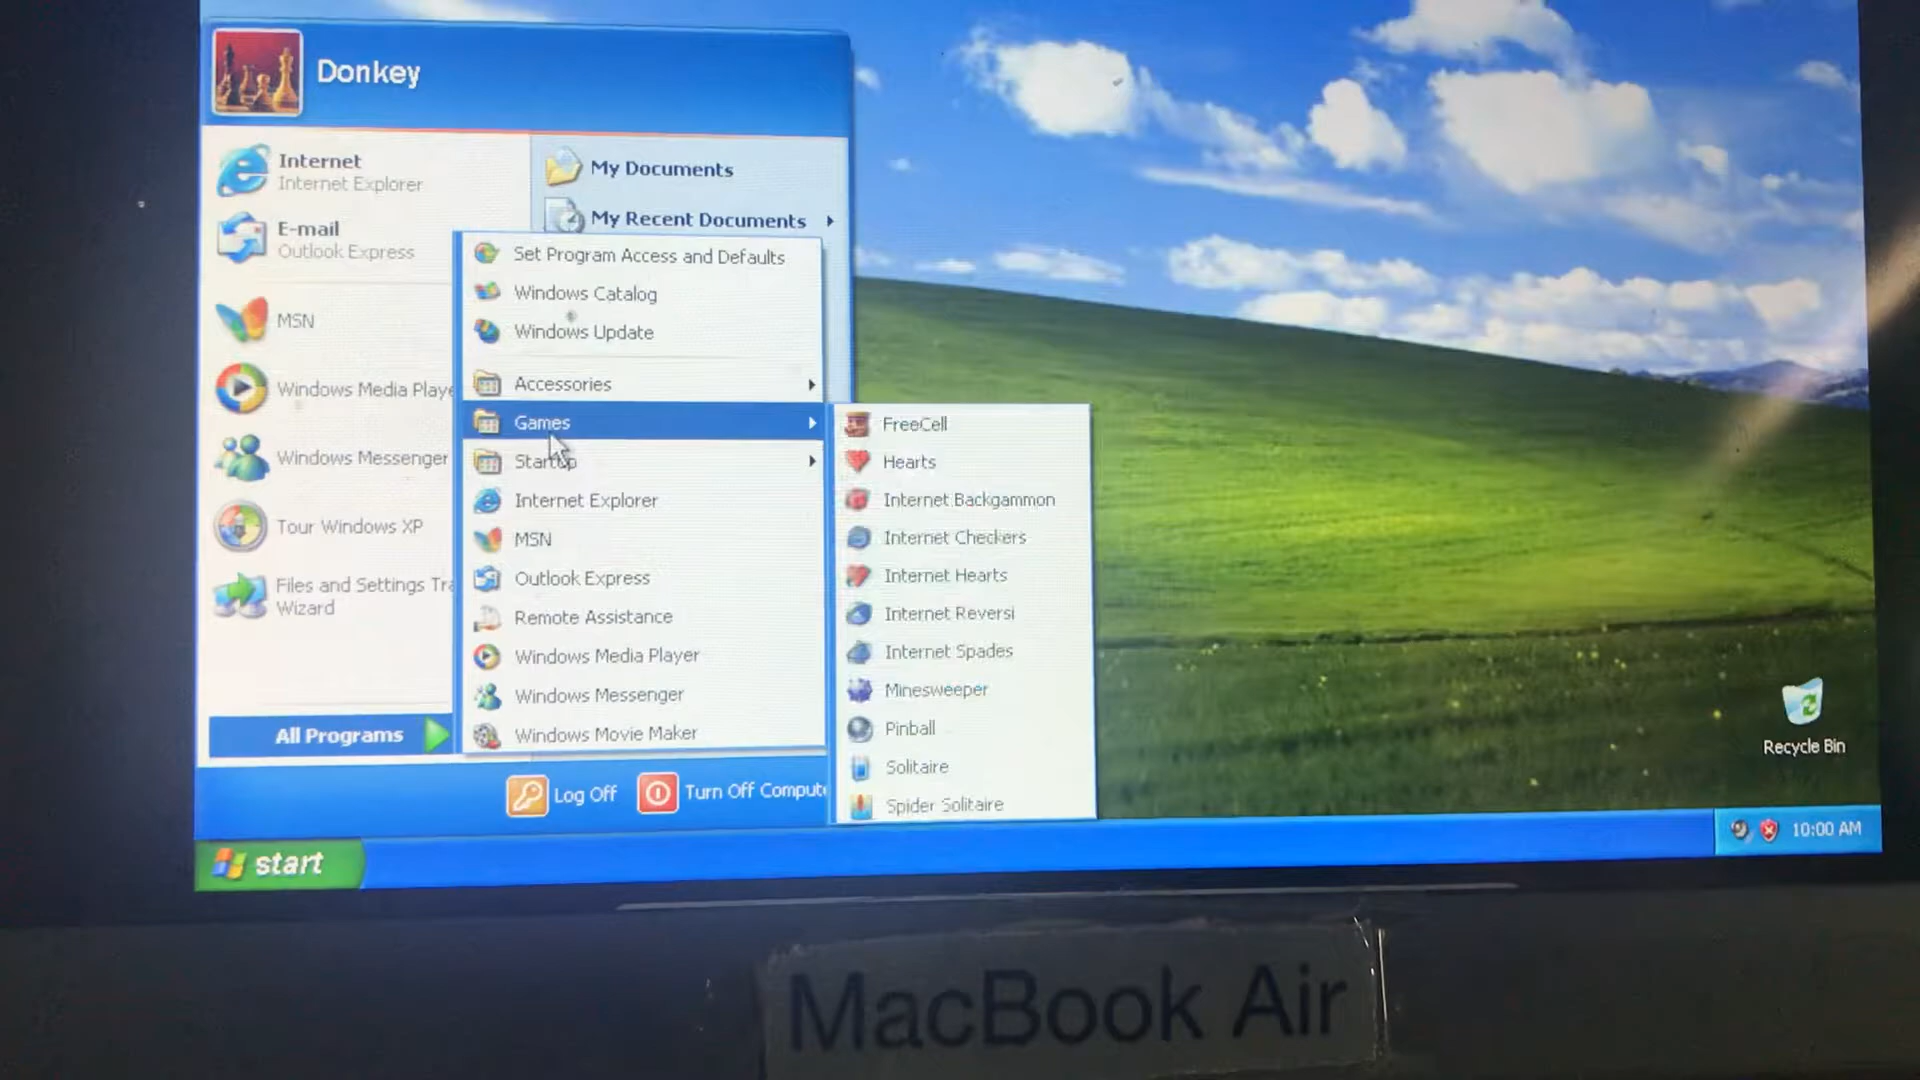 Donkey
Internet
Internet Explorer
E-mail
Outlook Express
MSN
Windows Media Playe
Windows Messenger
Tour Windows XP
Files and Settings Tra
Wizard
All Programs
My Documents
My Recent Documents
Set Program Access and Defaults
Windows Catalog
Windows Update
Accessories
Games
Startup
Internet Explorer
MSN
Outlook Express
Remote Assistance
Windows Media Player
Windows Messenger
Windows Movie Maker
FreeCell
Hearts
Internet Backgammon
Internet Checkers
Internet Hearts
Internet Reversi
Internet Spades
Minesweeper
Pinball
Solitaire
Spider Solitaire
Log Off
Turn Off Compute
Recycle Bin
start
10:00 AM
MacBook Air